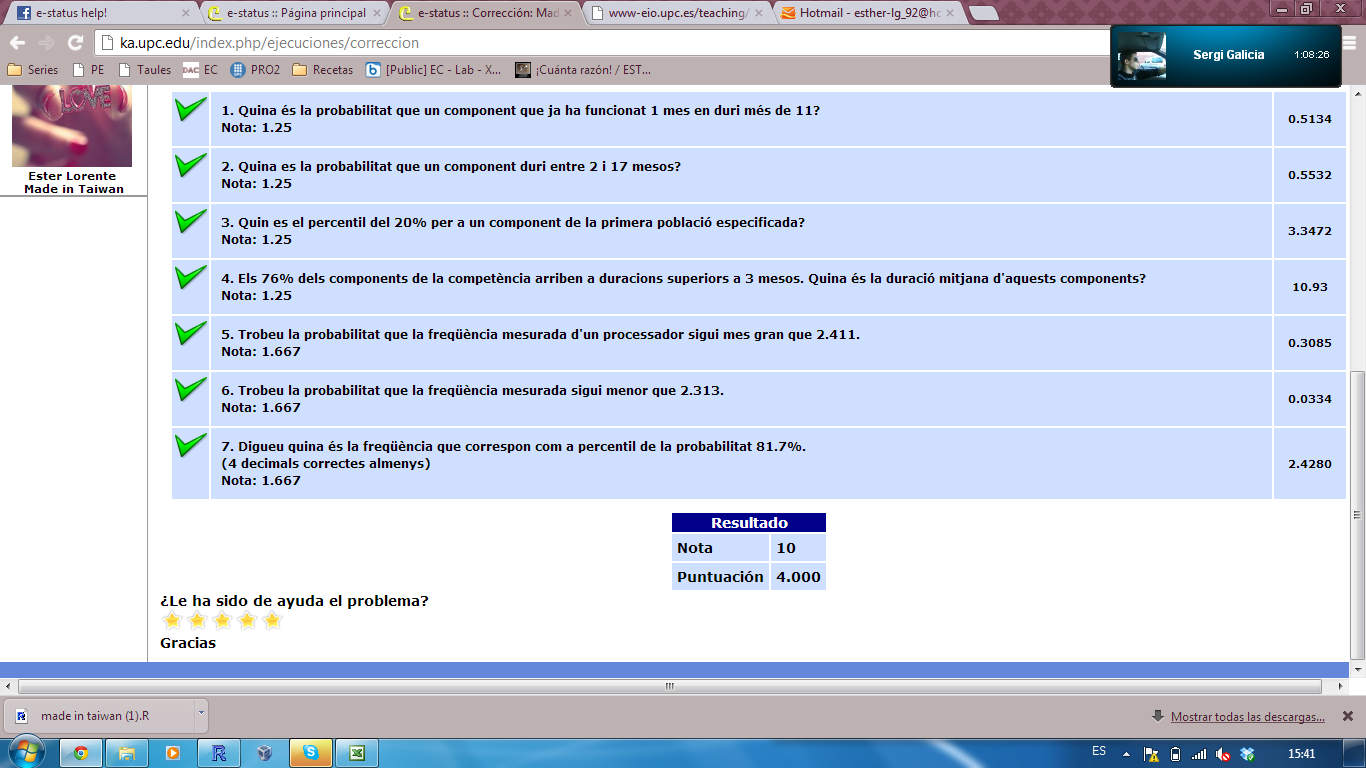 e-status help!
e-status :: Página principal
e-status :: Corrección: Mad
www-eio.upc.es/teaching/
Hotmail - esther-lg_92@ho
ka.upc.edu/index.php/ejecuciones/correccion
Sergi Galicia 1:08:26
Series PE Taules DAC EC PRO2 Recetas [Public] EC - Lab - X... ¡Cuánta razón! / EST...
LOVE
Ester Lorente
Made in Taiwan
1. Quina és la probabilitat que un component que ja ha funcionat 1 mes en duri més de 11?
Nota: 1.25
0.5134
2. Quina es la probabilitat que un component duri entre 2 i 17 mesos?
Nota: 1.25
0.5532
3. Quin es el percentil del 20% per a un component de la primera població especificada?
Nota: 1.25
3.3472
4. Els 76% dels components de la competència arriben a duracions superiors a 3 mesos. Quina és la duració mitjana d'aquests components?
Nota: 1.25
10.93
5. Trobeu la probabilitat que la freqüència mesurada d'un processador sigui mes gran que 2.411.
Nota: 1.667
0.3085
6. Trobeu la probabilitat que la freqüència mesurada sigui menor que 2.313.
Nota: 1.667
0.0334
7. Digueu quina és la freqüència que correspon com a percentil de la probabilitat 81.7%.
(4 decimals correctes almenys)
Nota: 1.667
2.4280
Resultado
Nota 10
Puntuación 4.000
¿Le ha sido de ayuda el problema?
Gracias
made in taiwan (1).R
Mostrar todas las descargas...
ES
15:41